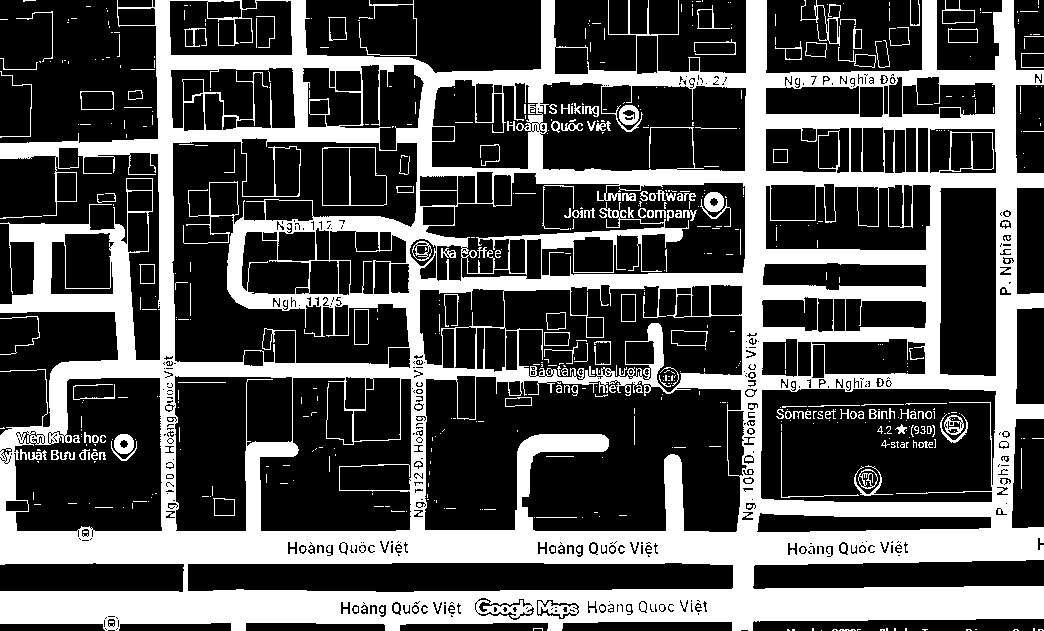 Ngh. 27
Ng. 7 P. Nghĩa Đô
IELTS Hiking -
Hoàng Quốc Việt
Luvina Software
Joint Stock Company
Ngh. 112/7
Ka Coffee
P. Nghĩa Đô
Ngh. 112/5
Bảo tàng Lực lượng
Tăng - Thiết giáp
Ng. 1 P. Nghĩa Đô
Ng. 120 Đ. Hoàng Quốc Việt
Ng. 112 Đ. Hoàng Quốc Việt
Ng. 106 Đ. Hoàng Quốc Việt
Somerset Hoa Binh Hanoi
4.2 ★ (930)
4-star hotel
Viện Khoa học
Kỹ thuật Bưu điện
P. Nghĩa Đô
Hoàng Quốc Việt
Hoàng Quốc Việt
Hoàng Quốc Việt
Hoàng Quốc Việt
Google Maps
Hoàng Quốc Việt